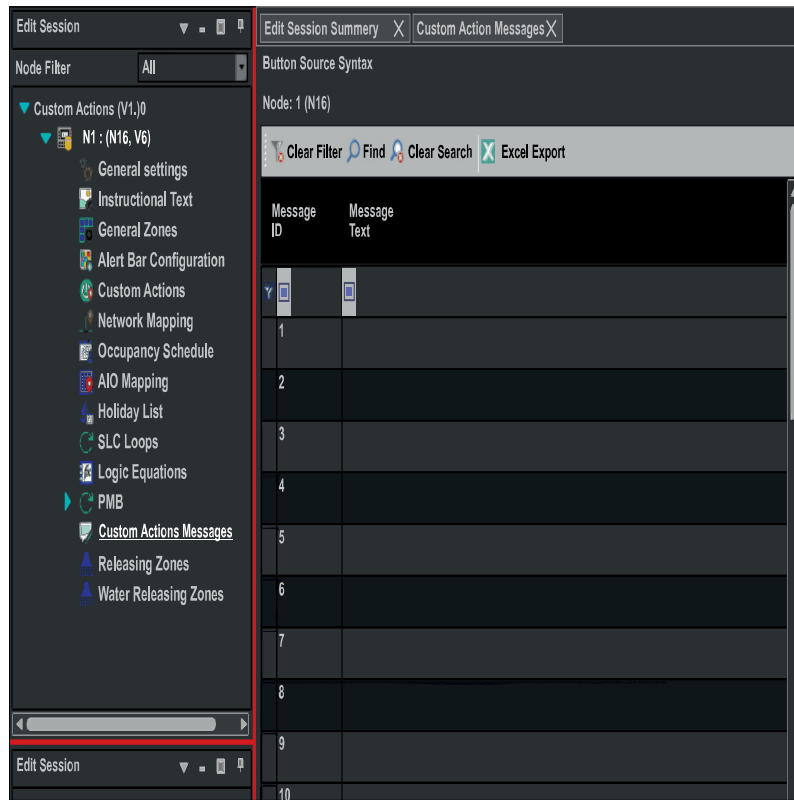 Edit Session
Node Filter All
Custom Actions (V1.)0
N1 : (N16, V6)
General settings
Instructional Text
General Zones
Alert Bar Configuration
Custom Actions
Network Mapping
Occupancy Schedule
AIO Mapping
Holiday List
SLC Loops
Logic Equations
PMB
Custom Actions Messages
Releasing Zones
Water Releasing Zones
Edit Session
Edit Session Summery X Custom Action Messages X
Button Source Syntax
Node: 1 (N16)
Clear Filter Find Clear Search Excel Export
Message ID
Message Text
1
2
3
4
5
6
7
8
9
10